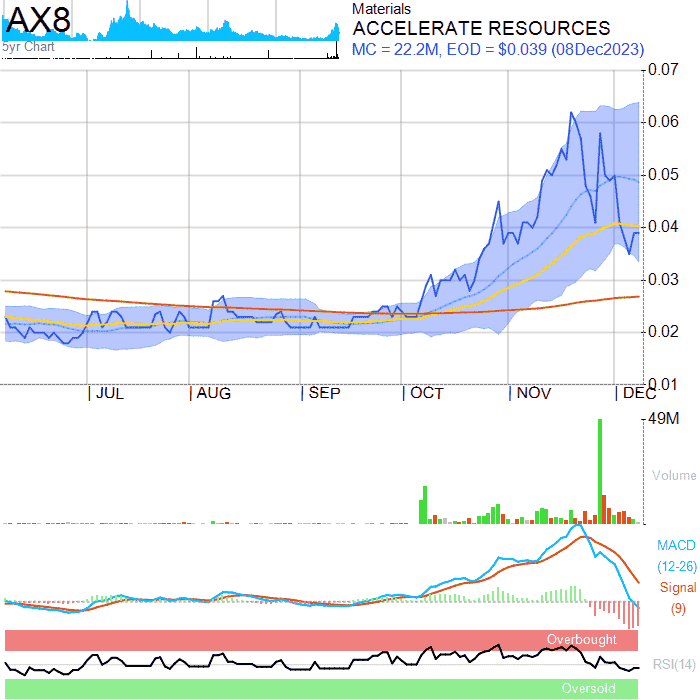 AX8
5yr Chart
Materials
ACCELERATE RESOURCES
MC = 22.2M, EOD = $0.039 (08Dec2023)
0.07
0.06
0.05
0.04
0.03
0.02
0.01
JUL AUG SEP OCT NOV DEC
49M
Volume
MACD
(12-26)
Signal
(9)
Overbought
RSI(14)
Oversold